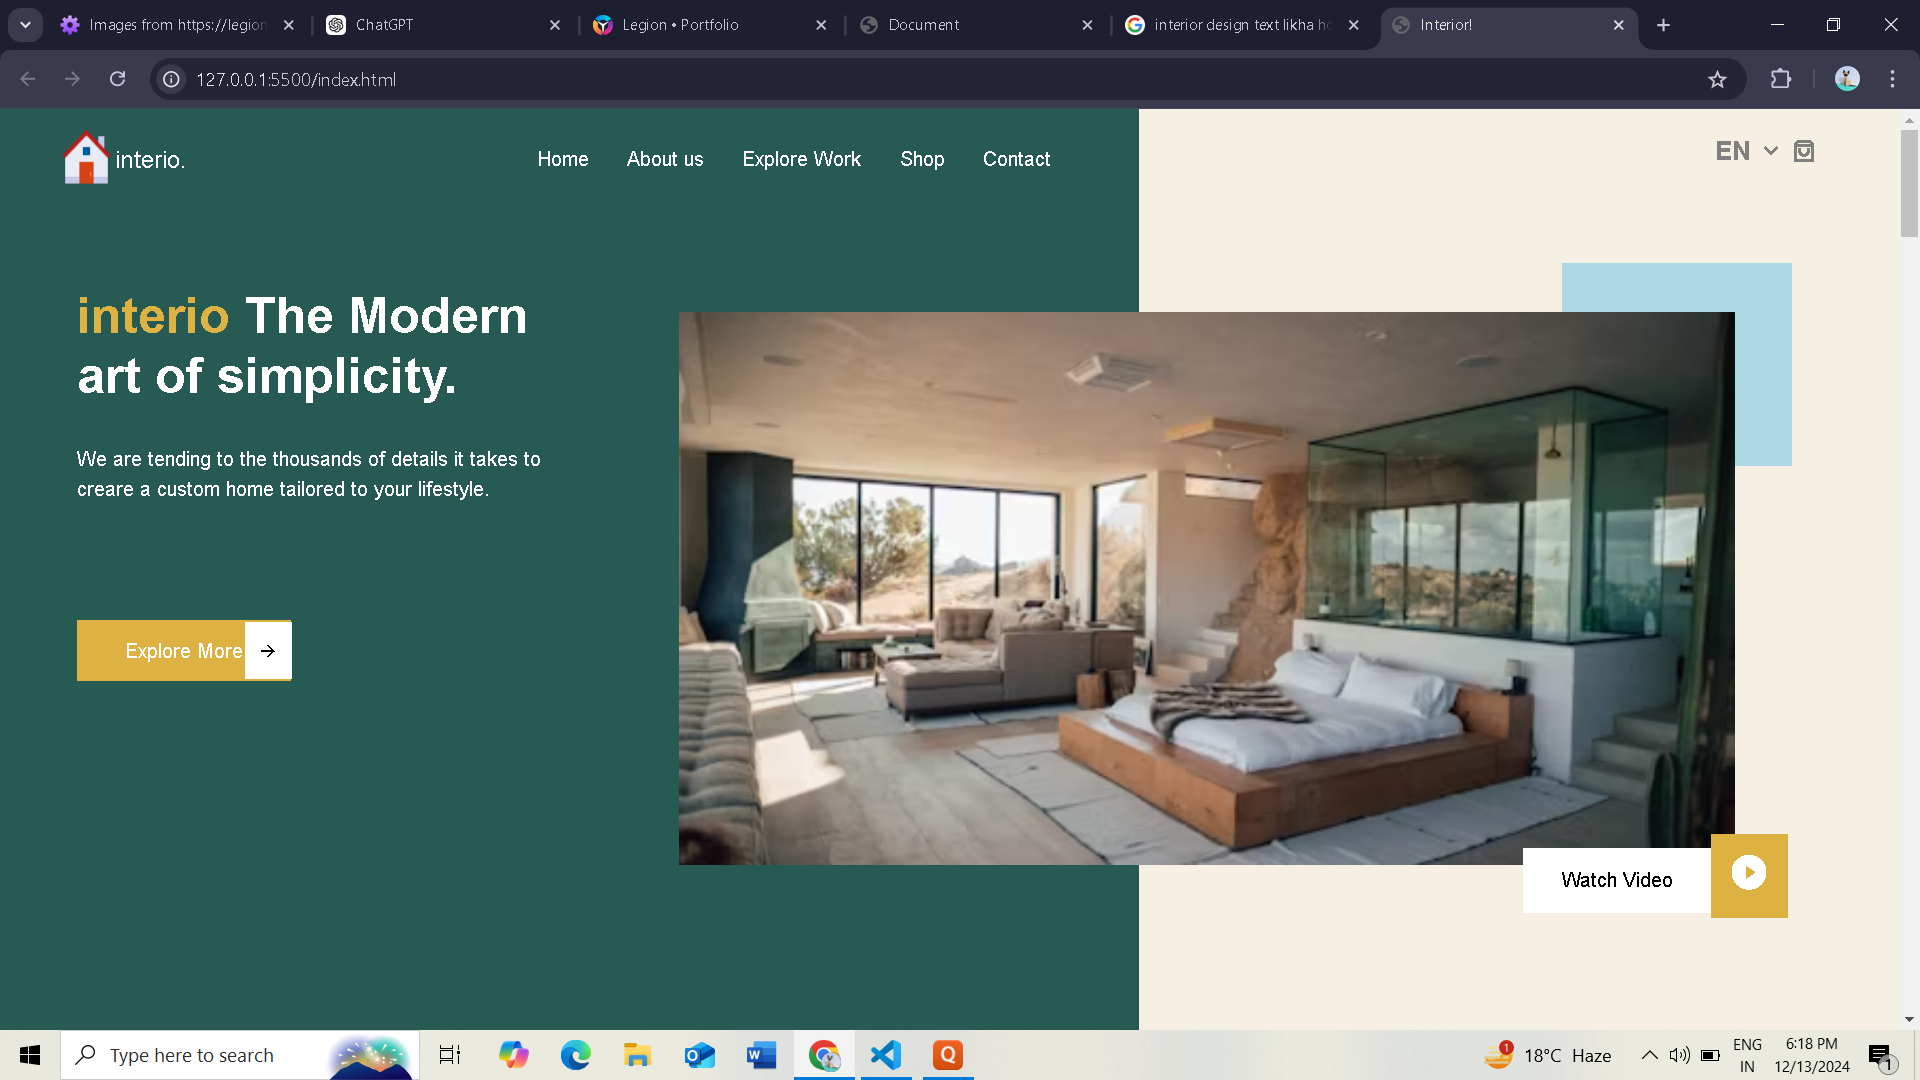 Images from https://legion
ChatGPT
Legion • Portfolio
Document
interior design text likha ho
Interior!
127.0.0.1:5500/index.html
interio.
Home
About us
Explore Work
Shop
Contact
EN
interio The Modern
art of simplicity.
We are tending to the thousands of details it takes to
creare a custom home tailored to your lifestyle.
Explore More
Watch Video
Type here to search
1
18°C Haze
ENG
IN
6:18 PM
12/13/2024
1